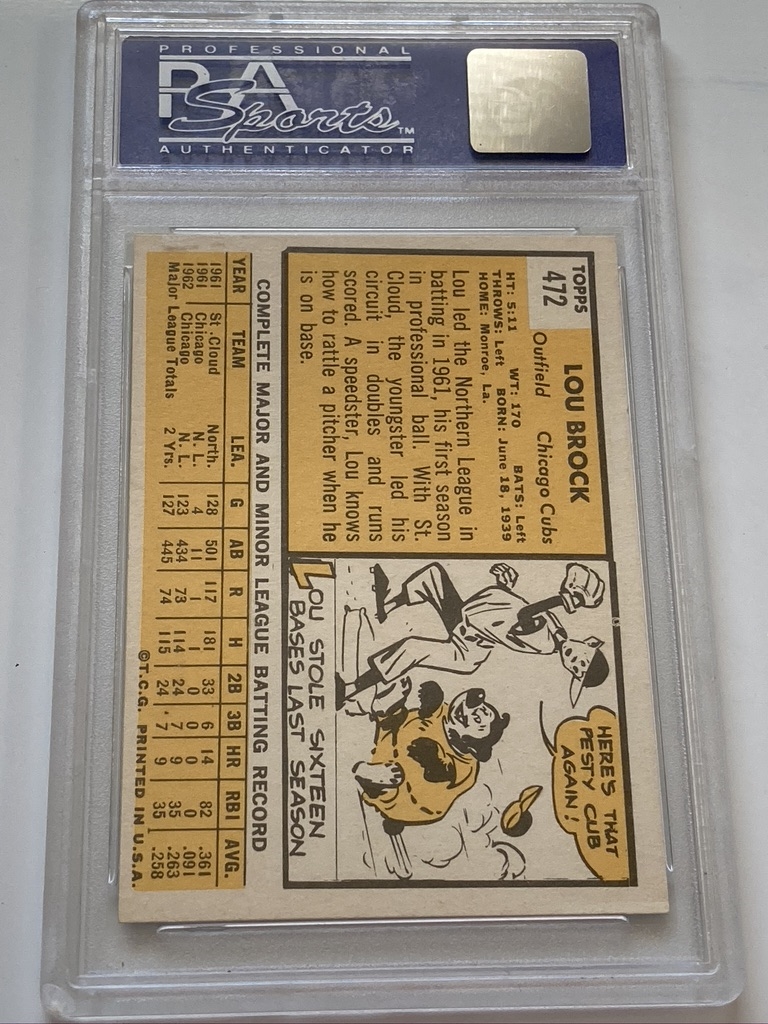 PROFESSIONAL
PSA
Sports™
AUTHENTICATOR
TOPPS
472
LOU BROCK
Outfield Chicago Cubs
HT: 5:11 WT: 170 BATS: Left
THROWS: Left BORN: June 18, 1939
HOME: Monroe, La.
Lou led the Northern League in
batting in 1961, his first season
in professional ball. With St.
Cloud, the youngster led his
circuit in doubles and runs
scored. A speedster, Lou knows
how to rattle a pitcher when he
is on base.
HERE'S THAT
PESTY CUB
AGAIN!
LOU STOLE SIXTEEN
BASES LAST SEASON
COMPLETE MAJOR AND MINOR LEAGUE BATTING RECORD
YEAR TEAM LEA. G AB R H 2B 3B HR RBI AVG.
1961 St. Cloud North. 128 501 117 181 33 6 14 82 .361
1961 Chicago N. L. 4 11 1 1 0 0 0 0 .091
1962 Chicago N. L. 123 434 73 114 24 7 9 35 .263
Major League Totals 2 Yrs. 127 445 74 115 24 7 9 35 .258
©T.C.G. PRINTED IN U.S.A.